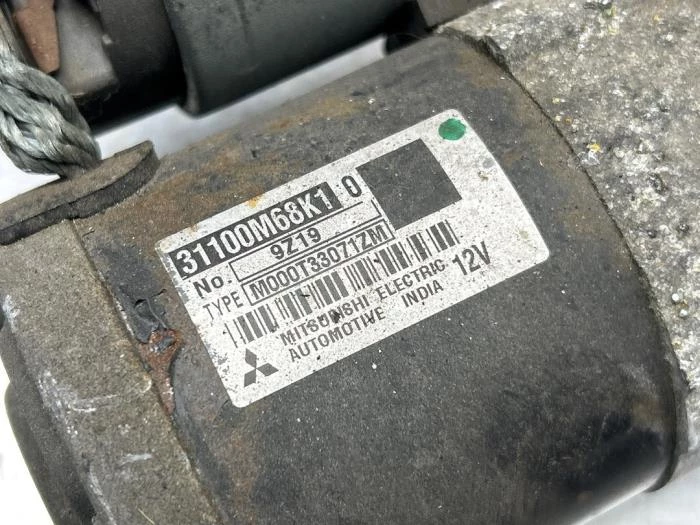 31100M68K1 0
No. 9Z19
TYPE M000T33071ZM
MITSUBISHI ELECTRIC 12V
AUTOMOTIVE INDIA